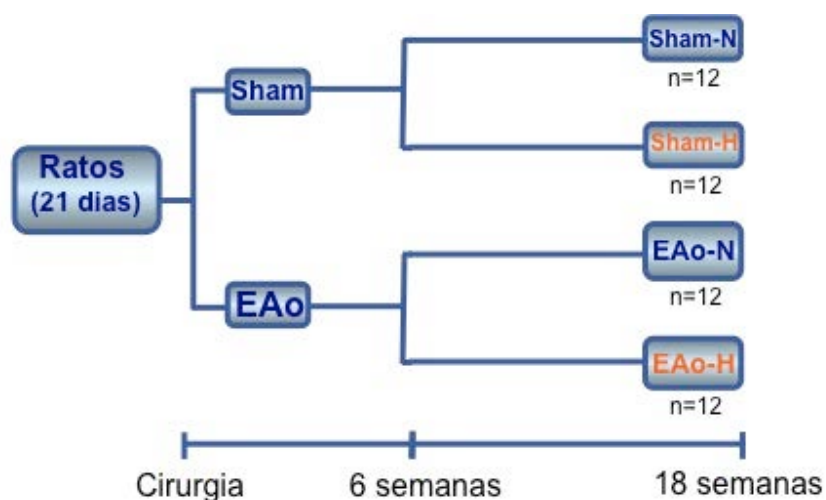 Sham-N
n=12
Sham
Sham-H
n=12
Ratos
(21 dias)
EAo-N
n=12
EAo
EAo-H
n=12
Cirurgia 6 semanas 18 semanas